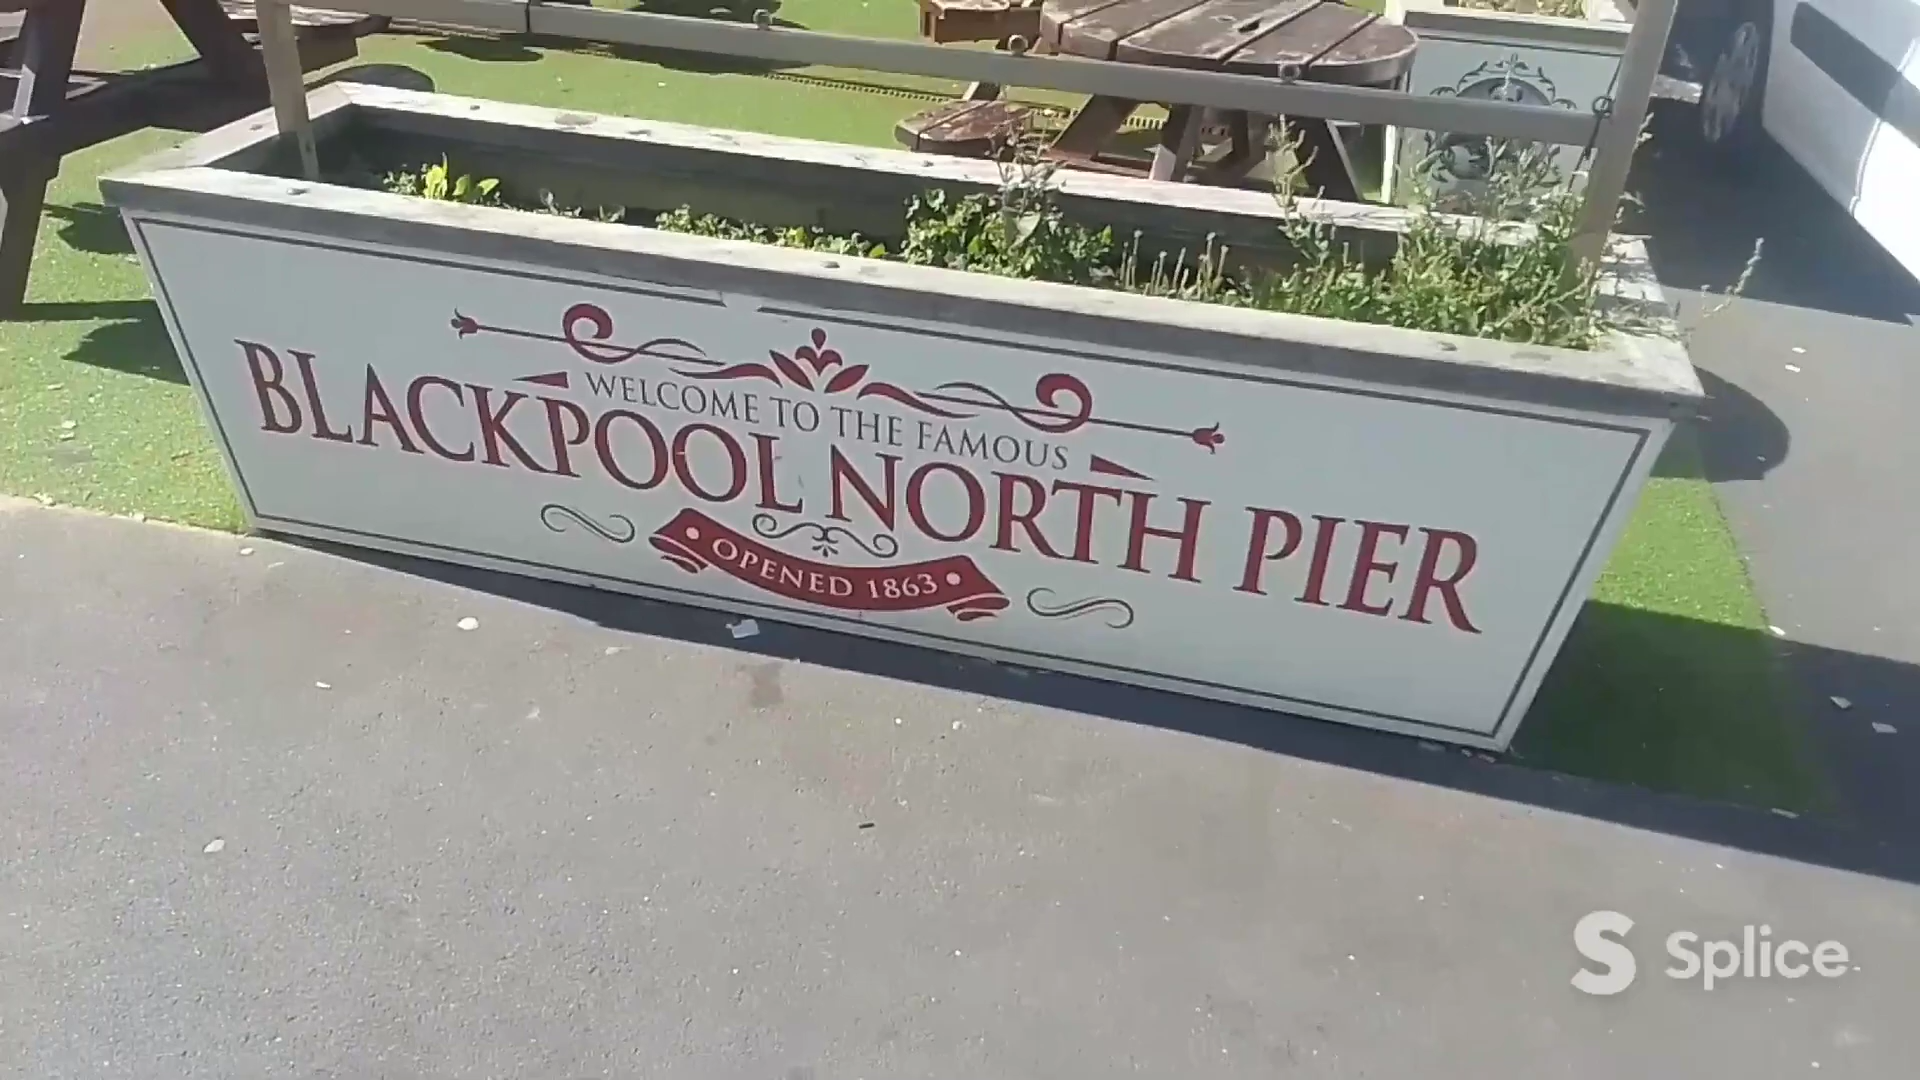 WELCOME TO THE FAMOUS
BLACKPOOL NORTH PIER
OPENED 1863
S Splice